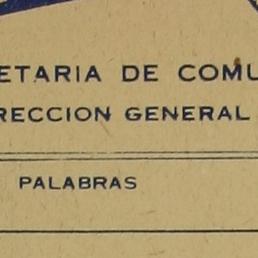 ETARIA DE COMU
RECCION GENERAL
PALABRAS